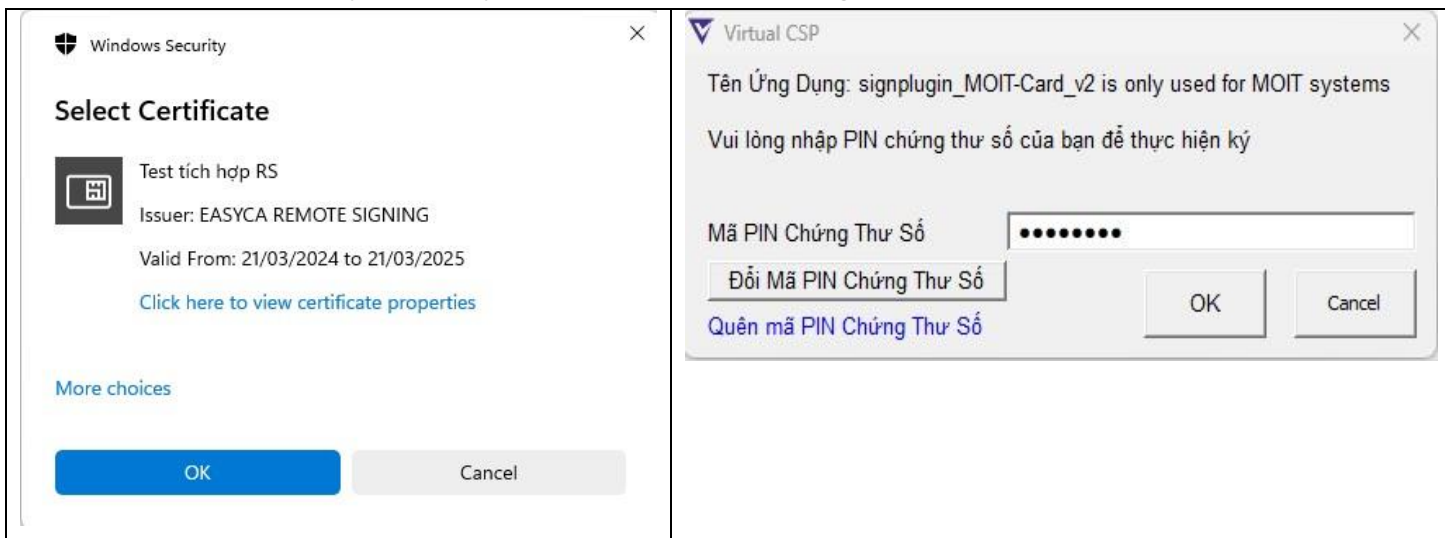 Windows Security
Select Certificate
Test tích hợp RS
Issuer: EASYCA REMOTE SIGNING
Valid From: 21/03/2024 to 21/03/2025
Click here to view certificate properties
More choices
OK
Cancel
Virtual CSP
Tên Ứng Dụng: signplugin_MOIT-Card_v2 is only used for MOIT systems
Vui lòng nhập PIN chứng thư số của bạn để thực hiện ký
Mã PIN Chứng Thư Số
Đổi Mã PIN Chứng Thư Số
Quên mã PIN Chứng Thư Số
OK
Cancel